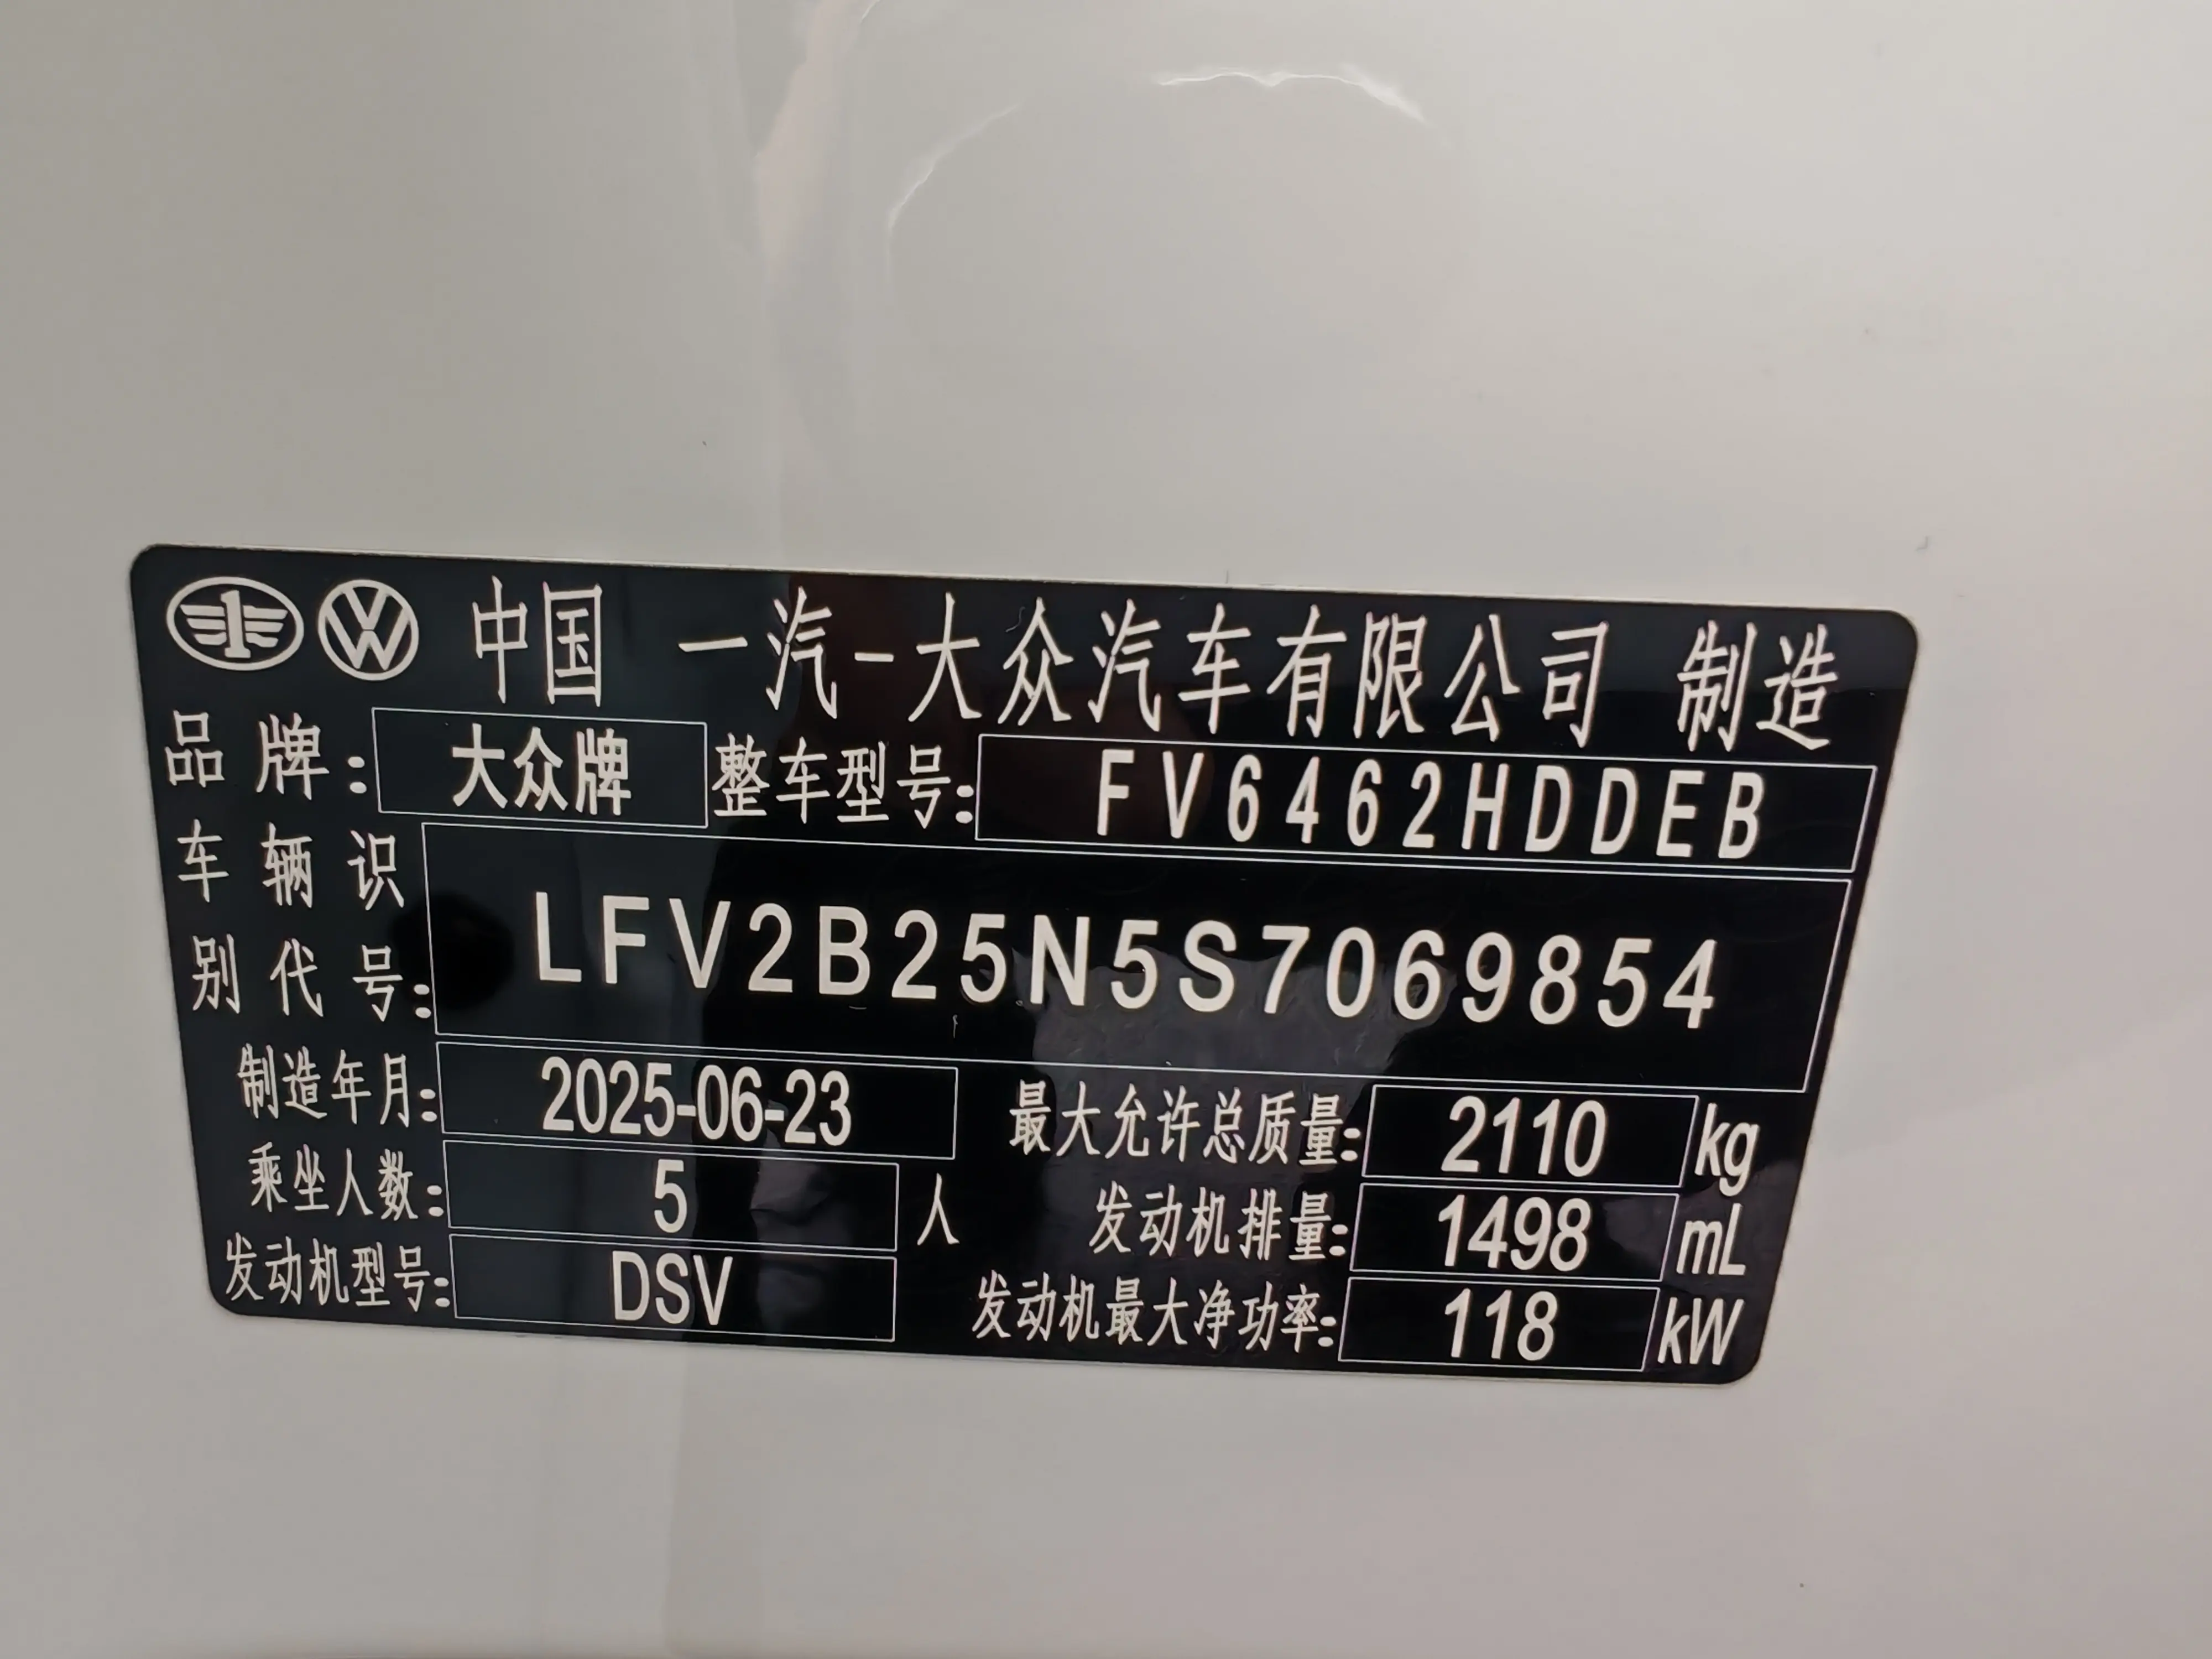 中国 一汽-大众汽车有限公司 制造
品牌: 大众牌 整车型号: FV6462HDDEB
车辆识别代号: LFV2B25N5S7069854
制造年月: 2025-06-23 最大允许总质量: 2110 kg
乘坐人数: 5 人 发动机排量: 1498 mL
发动机型号: DSV 发动机最大净功率: 118 kW